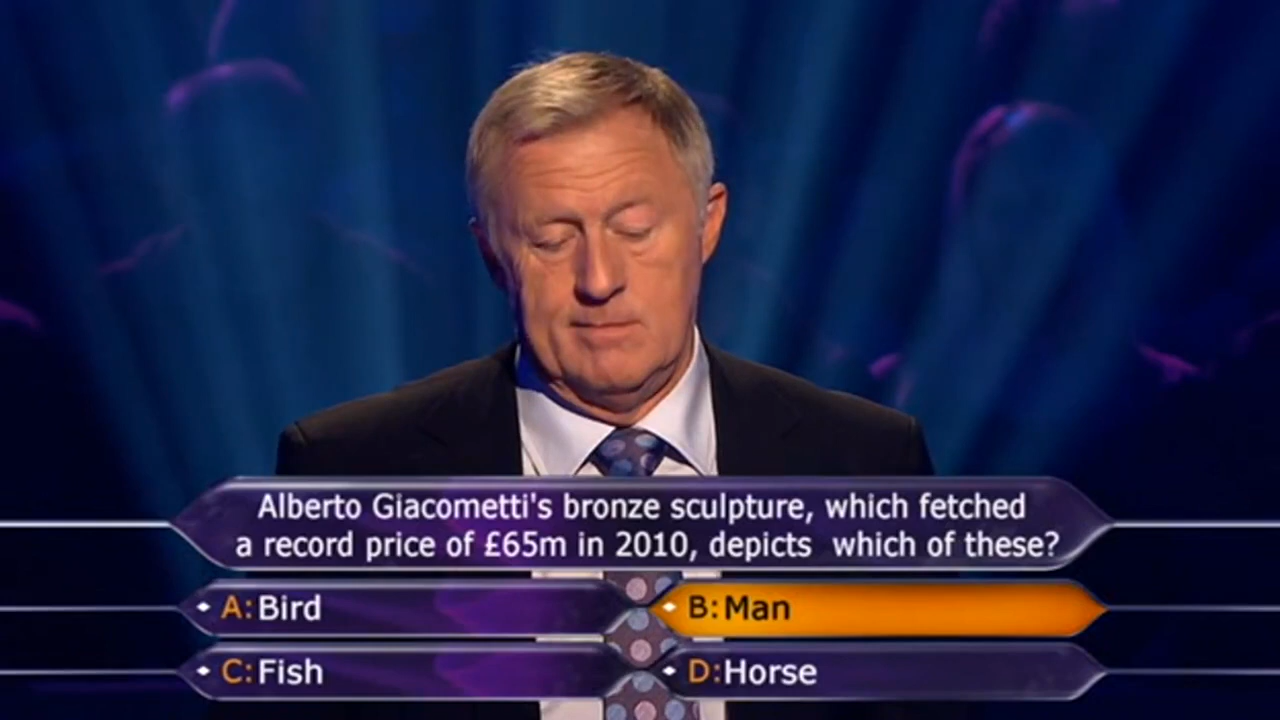 Alberto Giacometti's bronze sculpture, which fetched
a record price of £65m in 2010, depicts which of these?
A: Bird
B: Man
C: Fish
D: Horse